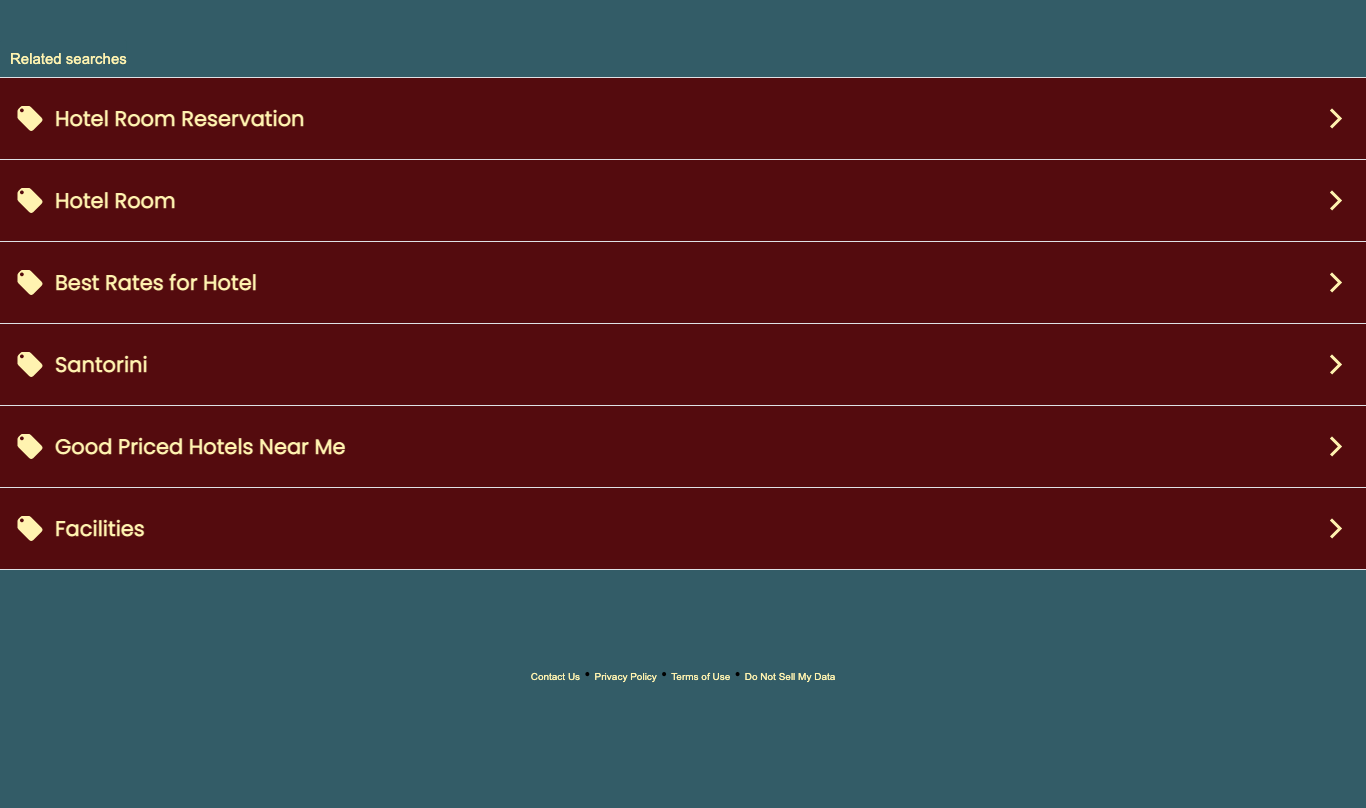 Related searches
Hotel Room Reservation
Hotel Room
Best Rates for Hotel
Santorini
Good Priced Hotels Near Me
Facilities
Contact Us • Privacy Policy • Terms of Use • Do Not Sell My Data